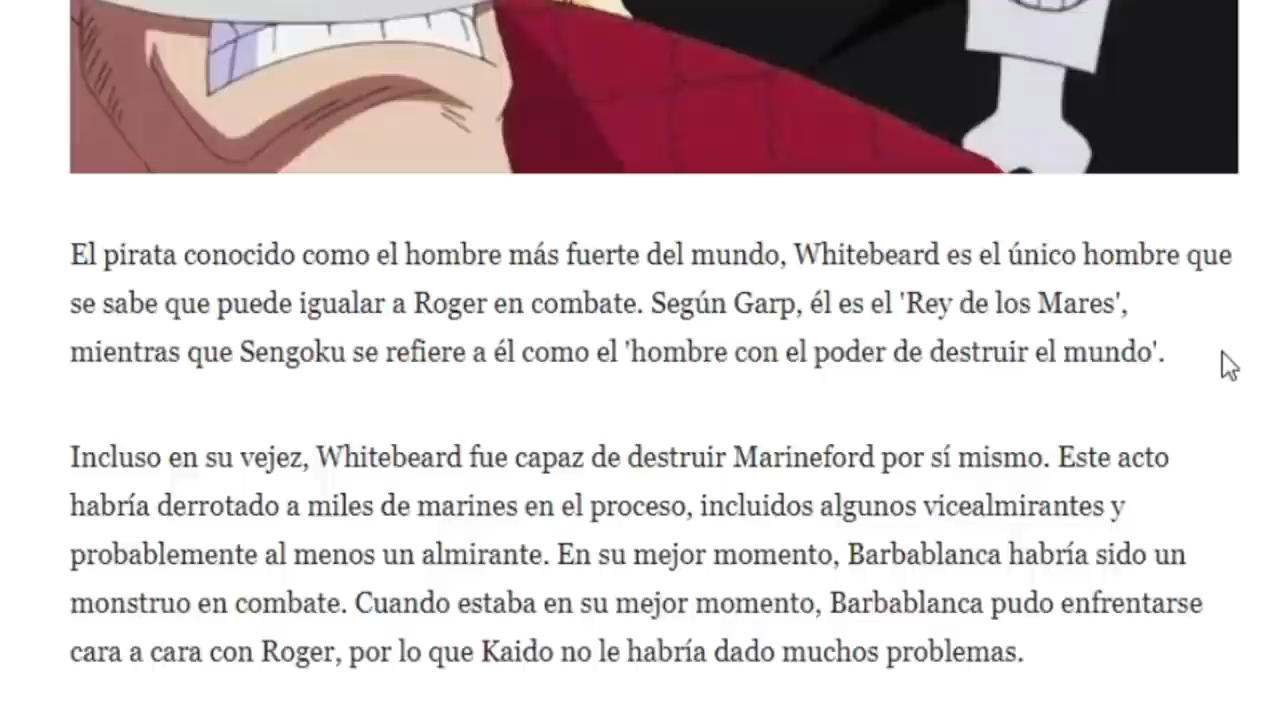 El pirata conocido como el hombre más fuerte del mundo, Whitebeard es el único hombre que
se sabe que puede igualar a Roger en combate. Según Garp, él es el 'Rey de los Mares',
mientras que Sengoku se refiere a él como el 'hombre con el poder de destruir el mundo'.
Incluso en su vejez, Whitebeard fue capaz de destruir Marineford por sí mismo. Este acto
habría derrotado a miles de marines en el proceso, incluidos algunos vicealmirantes y
probablemente al menos un almirante. En su mejor momento, Barbablanca habría sido un
monstruo en combate. Cuando estaba en su mejor momento, Barbablanca pudo enfrentarse
cara a cara con Roger, por lo que Kaido no le habría dado muchos problemas.